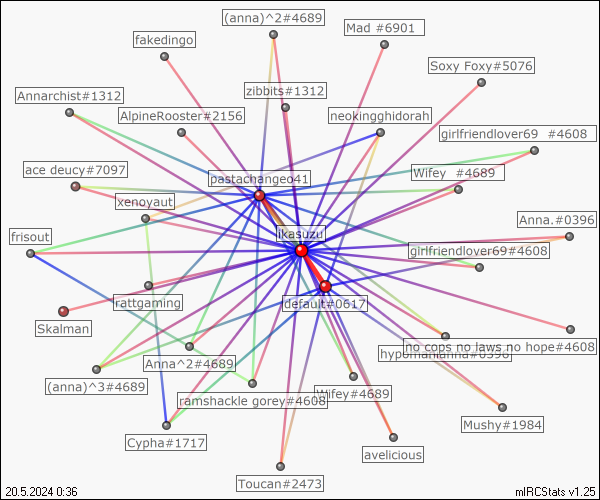 (anna)^2#4689
Mad #6901
fakedingo
Soxy Foxy#5076
zibbits#1312
Annarchist#1312
AlpineRooster#2156
neokingghidorah
girlfriendlover69 #4608
ace deucy#7097
pastachangeo41
Wifey #4689
xenoyaut
Anna.#0396
frisout
ikaszu
girlfriendlover69#4608
rattgaming
default#0617
Skalman
no cops no laws no hope#4608
hypomanianna#0396
Anna^2#4689
(anna)^3#4689
ramshackle gorey#4608
Wifey#4689
Mushy#1984
Cypha#1717
avelicious
Toucan#2473
20.5.2024 0:36
mIRCStats v1.25